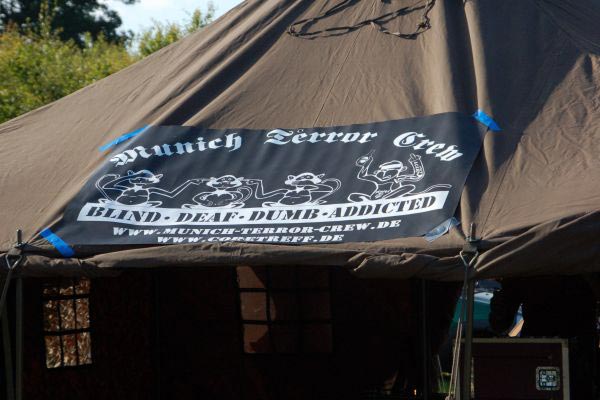 Munich Terror Crew
BLIND · DEAF · DUMB · ADDICTED
WWW.MUNICH-TERROR-CREW.DE
WWW.CORETREFF.DE